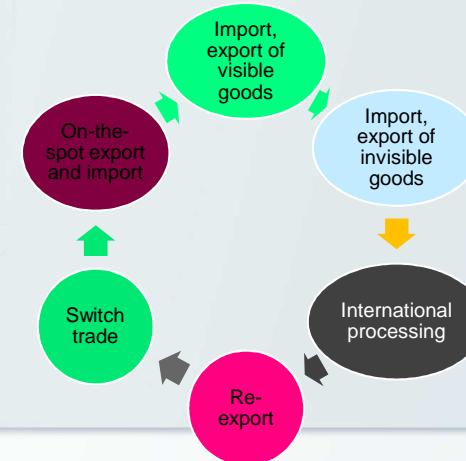 Import,
export of
visible
goods
Import,
export of
invisible
goods
International
processing
Re-
export
Switch
trade
On-the-
spot export
and import